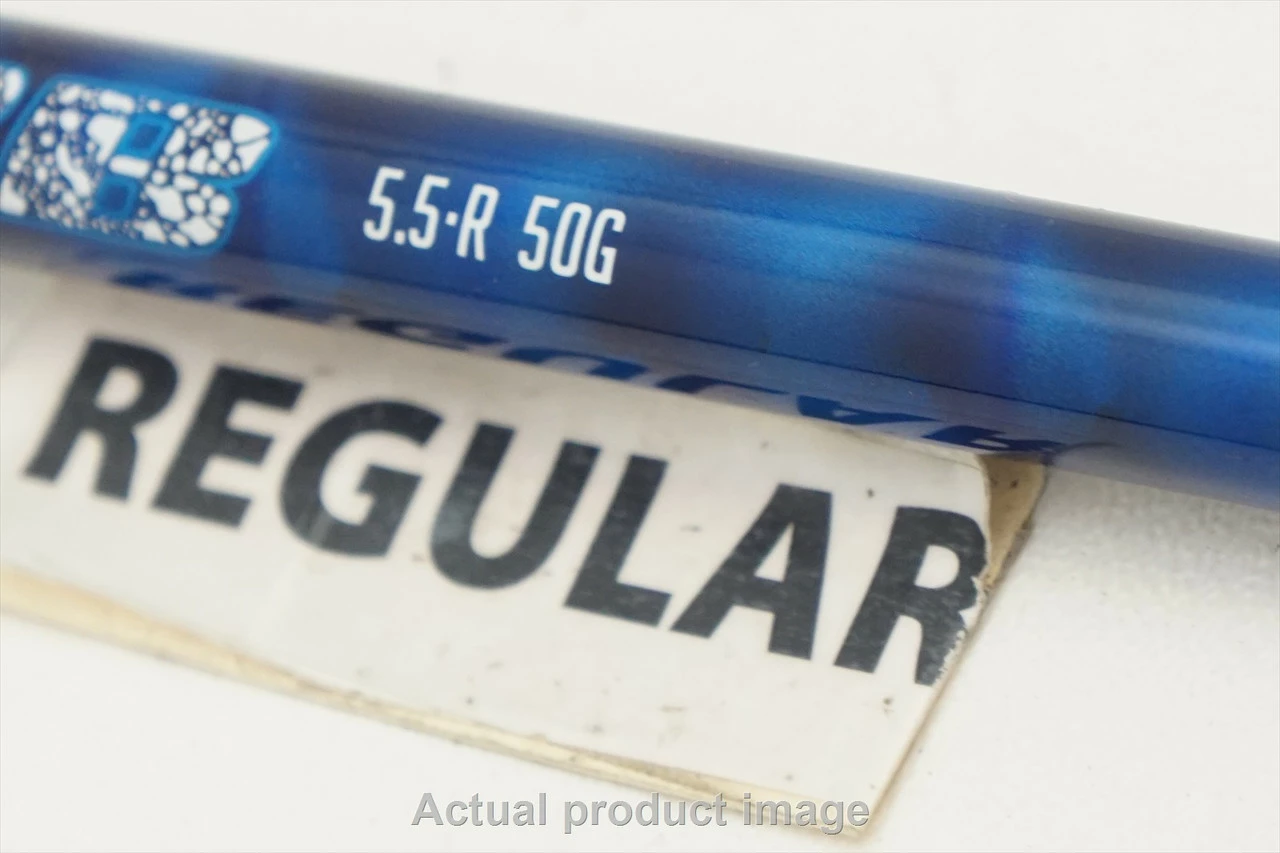 5.5·R 50G
REGULAR
Actual product image